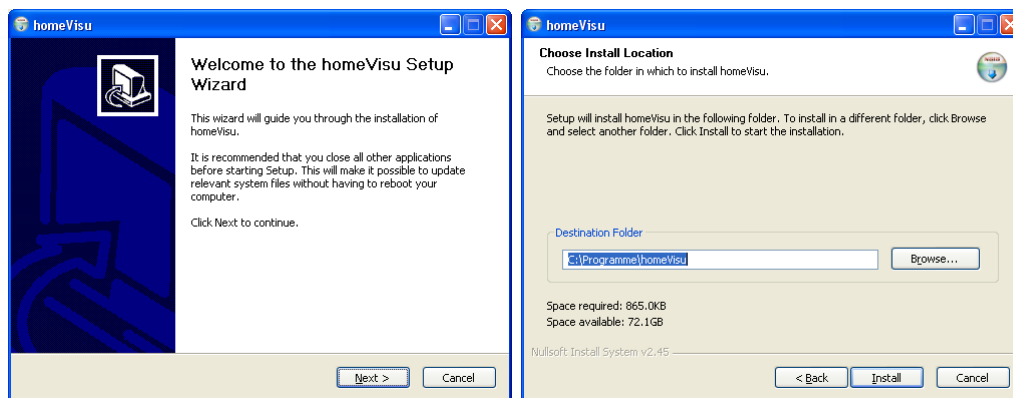 homeVisu
Welcome to the homeVisu Setup
Wizard
This wizard will guide you through the installation of
homeVisu.
It is recommended that you close all other applications
before starting Setup. This will make it possible to update
relevant system files without having to reboot your
computer.
Click Next to continue.
Next >
Cancel
homeVisu
Choose Install Location
Choose the folder in which to install homeVisu.
Setup will install homeVisu in the following folder. To install in a different folder, click Browse
and select another folder. Click Install to start the installation.
Destination Folder
C:\Programme\homeVisu
Browse...
Space required: 865.0KB
Space available: 72.1GB
Nullsoft Install System v2.45
< Back
Install
Cancel